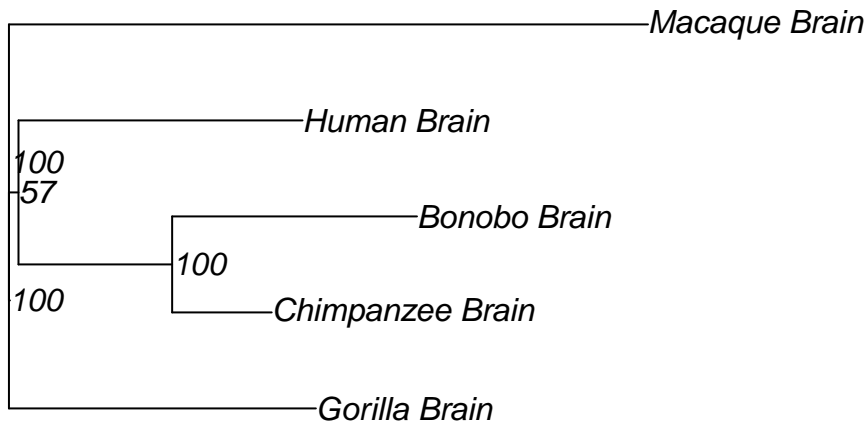 Macaque Brain
Human Brain
100
57
Bonobo Brain
100
100
Chimpanzee Brain
Gorilla Brain